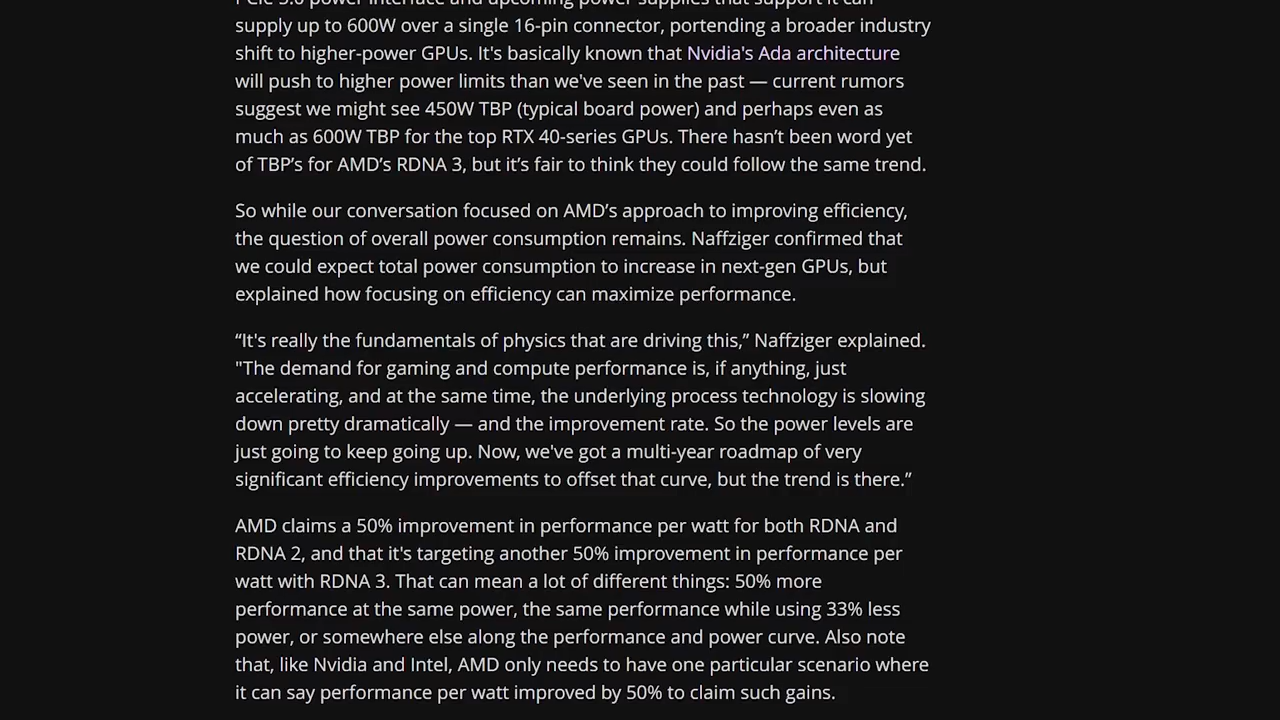 supply up to 600W over a single 16-pin connector, portending a broader industry
shift to higher-power GPUs. It's basically known that Nvidia's Ada architecture
will push to higher power limits than we've seen in the past — current rumors
suggest we might see 450W TBP (typical board power) and perhaps even as
much as 600W TBP for the top RTX 40-series GPUs. There hasn’t been word yet
of TBP’s for AMD’s RDNA 3, but it’s fair to think they could follow the same trend.
So while our conversation focused on AMD’s approach to improving efficiency,
the question of overall power consumption remains. Naffziger confirmed that
we could expect total power consumption to increase in next-gen GPUs, but
explained how focusing on efficiency can maximize performance.
“It's really the fundamentals of physics that are driving this,” Naffziger explained.
"The demand for gaming and compute performance is, if anything, just
accelerating, and at the same time, the underlying process technology is slowing
down pretty dramatically — and the improvement rate. So the power levels are
just going to keep going up. Now, we've got a multi-year roadmap of very
significant efficiency improvements to offset that curve, but the trend is there.”
AMD claims a 50% improvement in performance per watt for both RDNA and
RDNA 2, and that it's targeting another 50% improvement in performance per
watt with RDNA 3. That can mean a lot of different things: 50% more
performance at the same power, the same performance while using 33% less
power, or somewhere else along the performance and power curve. Also note
that, like Nvidia and Intel, AMD only needs to have one particular scenario where
it can say performance per watt improved by 50% to claim such gains.